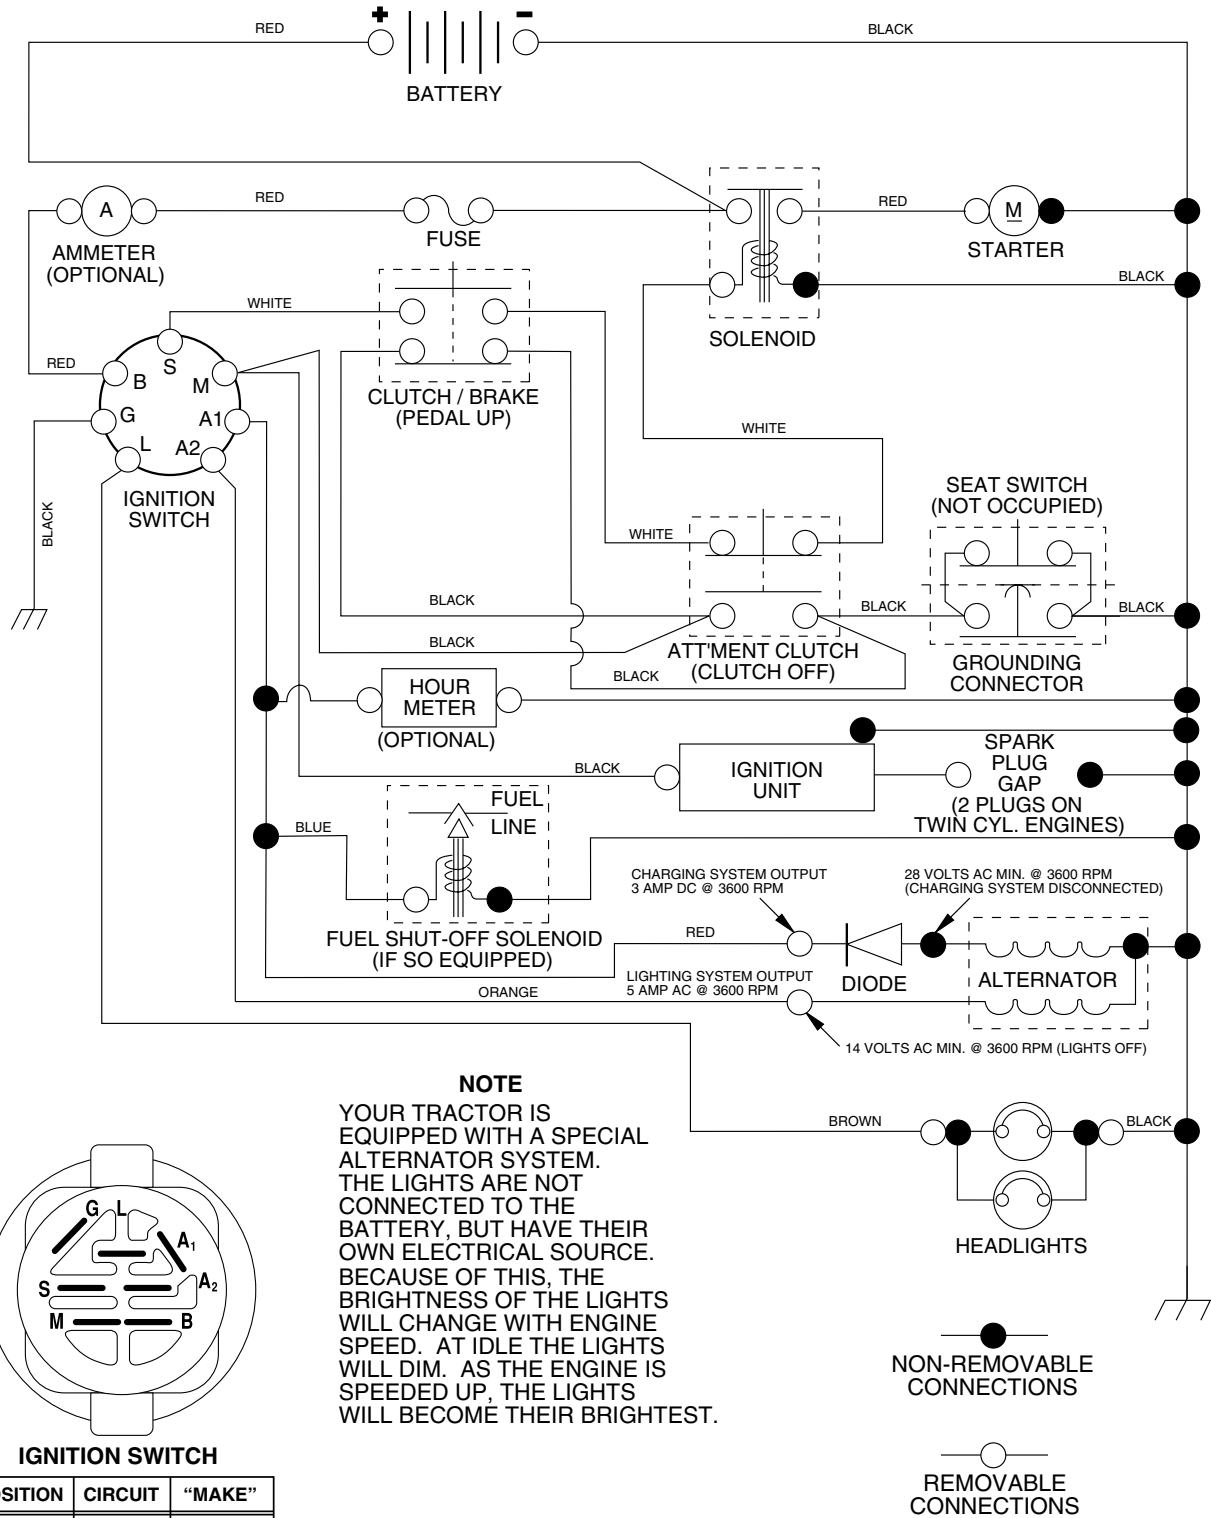 + -
RED
BLACK
BATTERY
RED
A
AMMETER
(OPTIONAL)
FUSE
RED
M
STARTER
BLACK
SOLENOID
WHITE
CLUTCH / BRAKE
(PEDAL UP)
RED
S
B
M
G
A1
L
A2
IGNITION
SWITCH
BLACK
WHITE
WHITE
SEAT SWITCH
(NOT OCCUPIED)
BLACK
BLACK
BLACK
BLACK
ATT'MENT CLUTCH
(CLUTCH OFF)
BLACK
GROUNDING
CONNECTOR
HOUR
METER
(OPTIONAL)
BLACK
IGNITION
UNIT
SPARK
PLUG
GAP
(2 PLUGS ON
TWIN CYL. ENGINES)
FUEL
LINE
BLUE
FUEL SHUT-OFF SOLENOID
(IF SO EQUIPPED)
CHARGING SYSTEM OUTPUT
3 AMP DC @ 3600 RPM
28 VOLTS AC MIN. @ 3600 RPM
(CHARGING SYSTEM DISCONNECTED)
RED
DIODE
ALTERNATOR
LIGHTING SYSTEM OUTPUT
5 AMP AC @ 3600 RPM
ORANGE
14 VOLTS AC MIN. @ 3600 RPM (LIGHTS OFF)
NOTE
YOUR TRACTOR IS
EQUIPPED WITH A SPECIAL
ALTERNATOR SYSTEM.
THE LIGHTS ARE NOT
CONNECTED TO THE
BATTERY, BUT HAVE THEIR
OWN ELECTRICAL SOURCE.
BECAUSE OF THIS, THE
BRIGHTNESS OF THE LIGHTS
WILL CHANGE WITH ENGINE
SPEED. AT IDLE THE LIGHTS
WILL DIM. AS THE ENGINE IS
SPEEDED UP, THE LIGHTS
WILL BECOME THEIR BRIGHTEST.
BROWN
BLACK
HEADLIGHTS
G L
A1
S
A2
M
B
IGNITION SWITCH
SITION CIRCUIT “MAKE”
NON-REMOVABLE
CONNECTIONS
REMOVABLE
CONNECTIONS